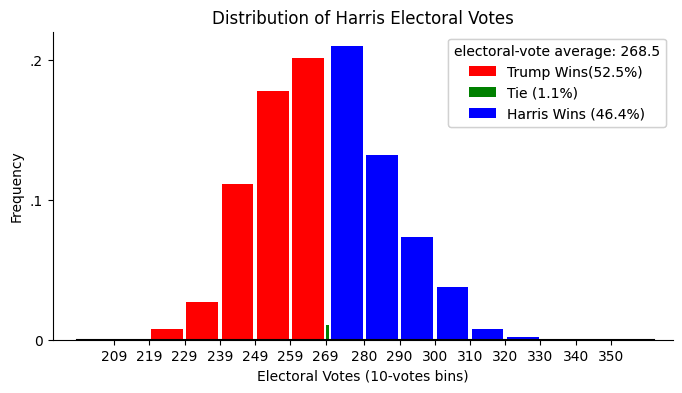 Distribution of Harris Electoral Votes
electoral-vote average: 268.5
Trump Wins(52.5%)
Tie (1.1%)
Harris Wins (46.4%)
Frequency
.2
.1
0
209 219 229 239 249 259 269 280 290 300 310 320 330 340 350
Electoral Votes (10-votes bins)